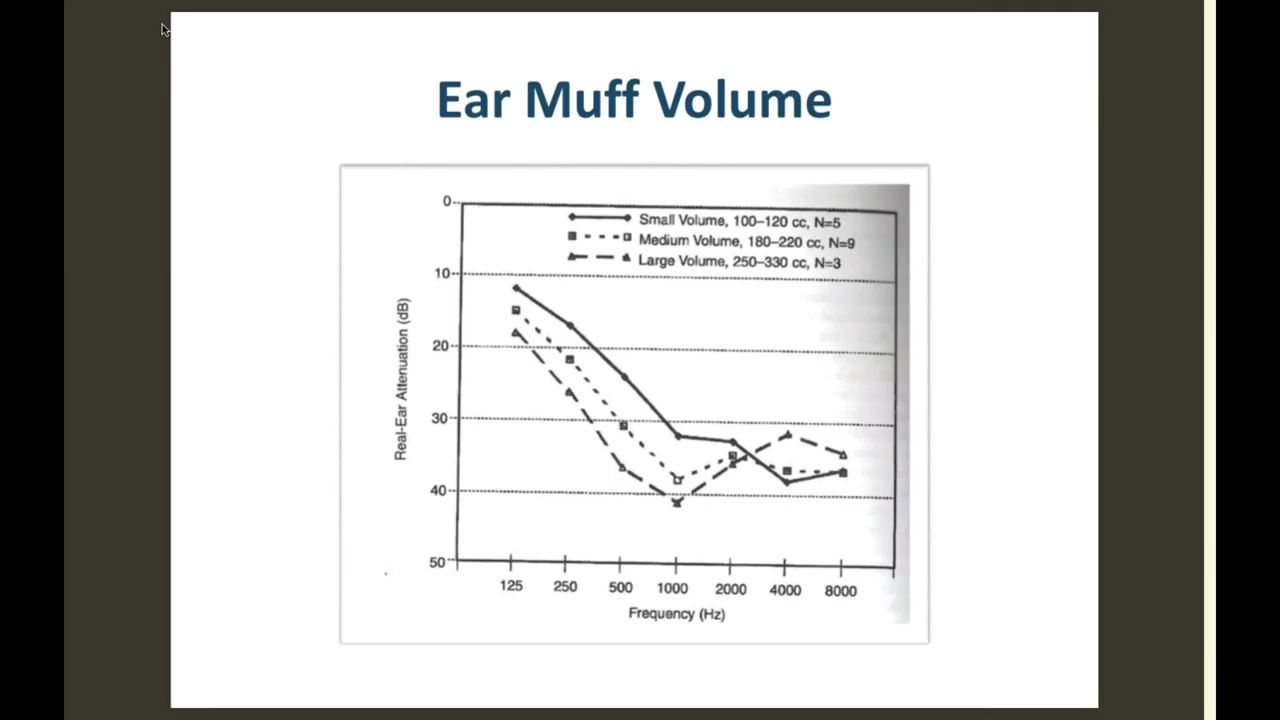 Ear Muff Volume
0
Small Volume, 100–120 cc, N=5
Medium Volume, 180–220 cc, N=9
Large Volume, 250–330 cc, N=3
10
20
30
40
50
Real-Ear Attenuation (dB)
125 250 500 1000 2000 4000 8000
Frequency (Hz)